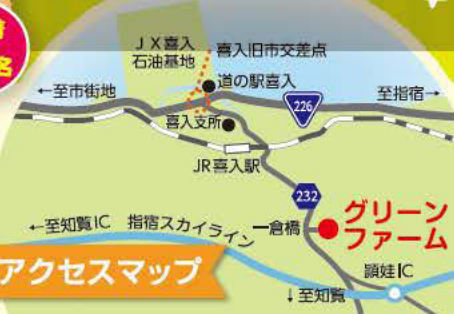 JX喜入
石油基地
喜入旧市交差点
道の駅喜入
←至市街地
226
至指宿→
喜入支所
JR喜入駅
232
グリーン
ファーム
一倉橋
←至知覧IC
指宿スカイライン
アクセスマップ
頴娃IC
↓至知覧